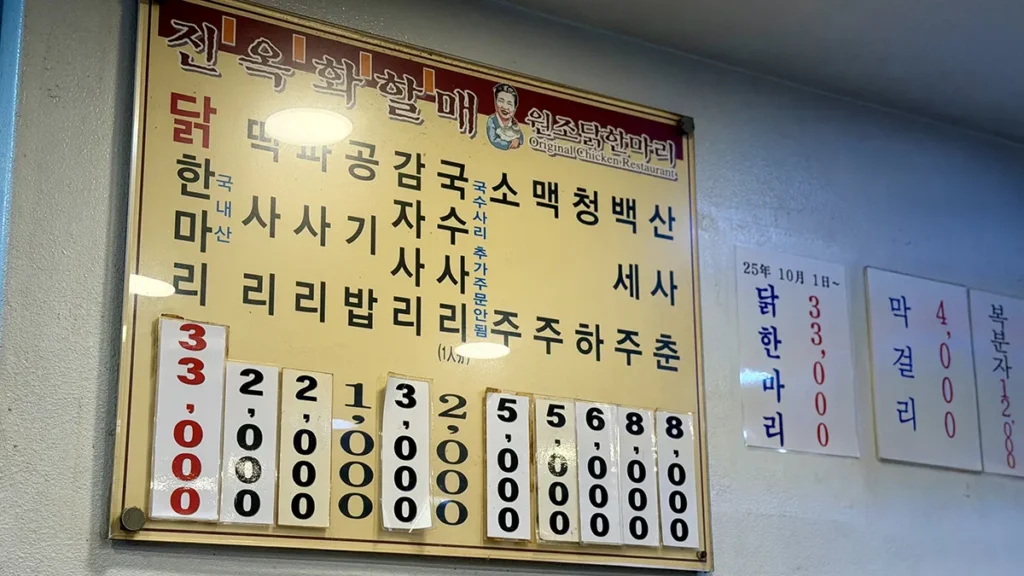 진옥화할매
원조닭한마리
Original Chicken Restaurant
닭한마리
국내산
33,000
떡사리
2,000
파사리
2,000
공기밥
1,000
감자사리
3,000
국수사리
(1人分)
국수사리 추가주문안됨
2,000
소주
5,000
맥주
5,000
청하
6,000
백세주
8,000
산사춘
8,000
25年 10月 1日~
닭한마리
33,000
막걸리
4,000
복분자